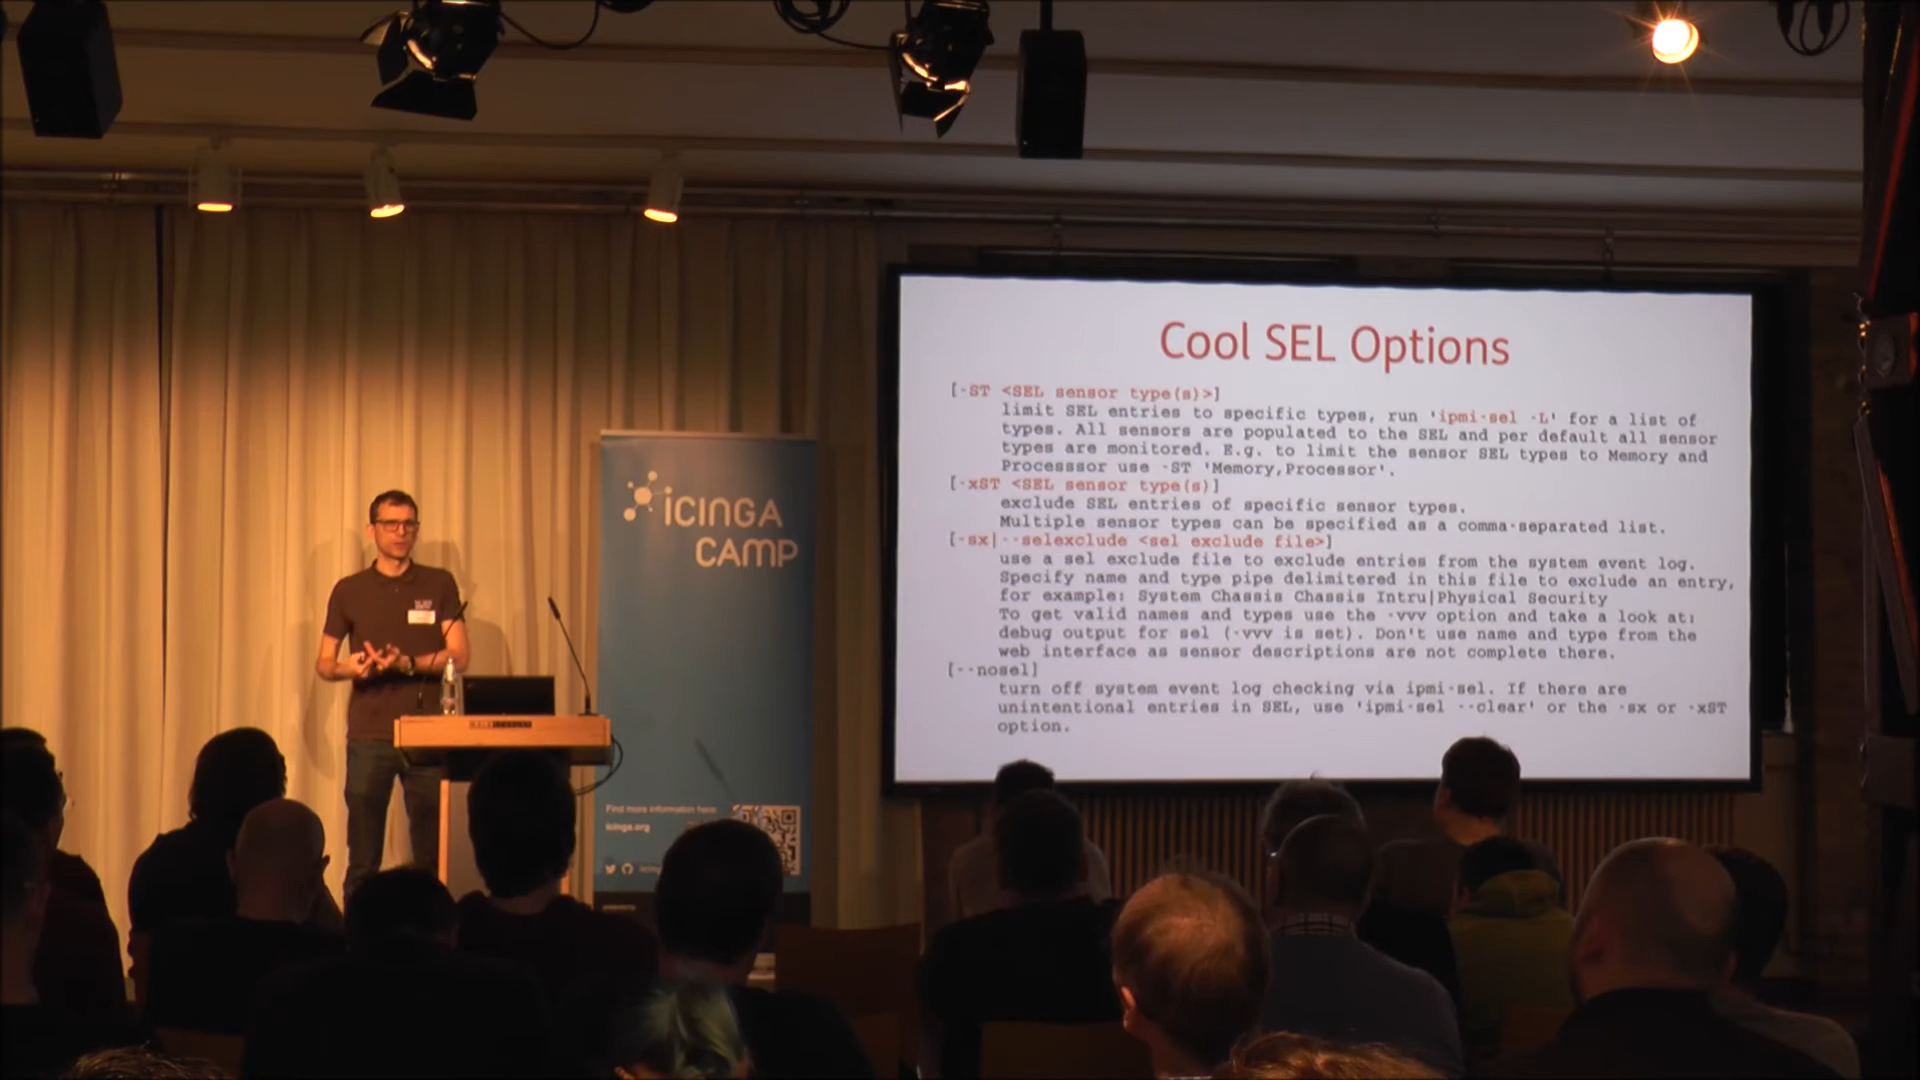 Cool SEL Options
[-ST <SEL sensor type(s)>]
limit SEL entries to specific types, run 'ipmi-sel -L' for a list of
types. All sensors are populated to the SEL and per default all sensor
types are monitored. E.g. to limit the sensor SEL types to Memory and
Processsor use -ST 'Memory,Processor'.
[-xST <SEL sensor type(s)]
exclude SEL entries of specific sensor types.
Multiple sensor types can be specified as a comma-separated list.
[-sx|--selexclude <sel exclude file>]
use a sel exclude file to exclude entries from the system event log.
Specify name and type pipe delimitered in this file to exclude an entry,
for example: System Chassis Chassis Intru|Physical Security
To get valid names and types use the -vvv option and take a look at:
debug output for sel (-vvv is set). Don't use name and type from the
web interface as sensor descriptions are not complete there.
[--nosel]
turn off system event log checking via ipmi-sel. If there are
unintentional entries in SEL, use 'ipmi-sel --clear' or the -sx or -xST
option.
iCINGA
CAMP
Find more information here:
icinga.org